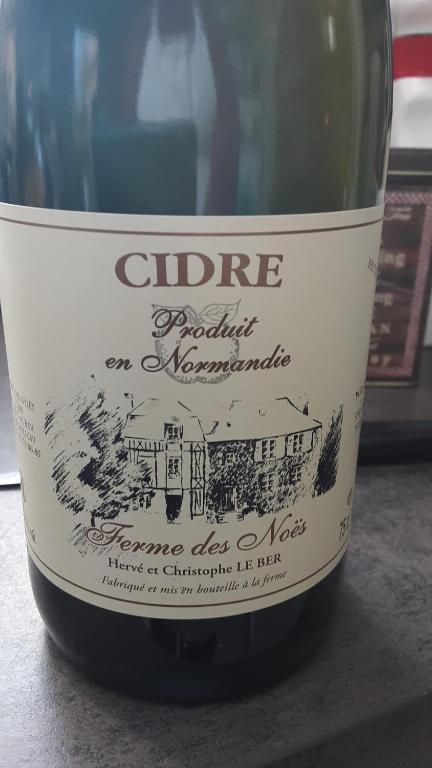 CIDRE
Produit
en Normandie
Ferme des Noës
Hervé et Christophe LE BER
Fabriqué et mis en bouteille à la ferme